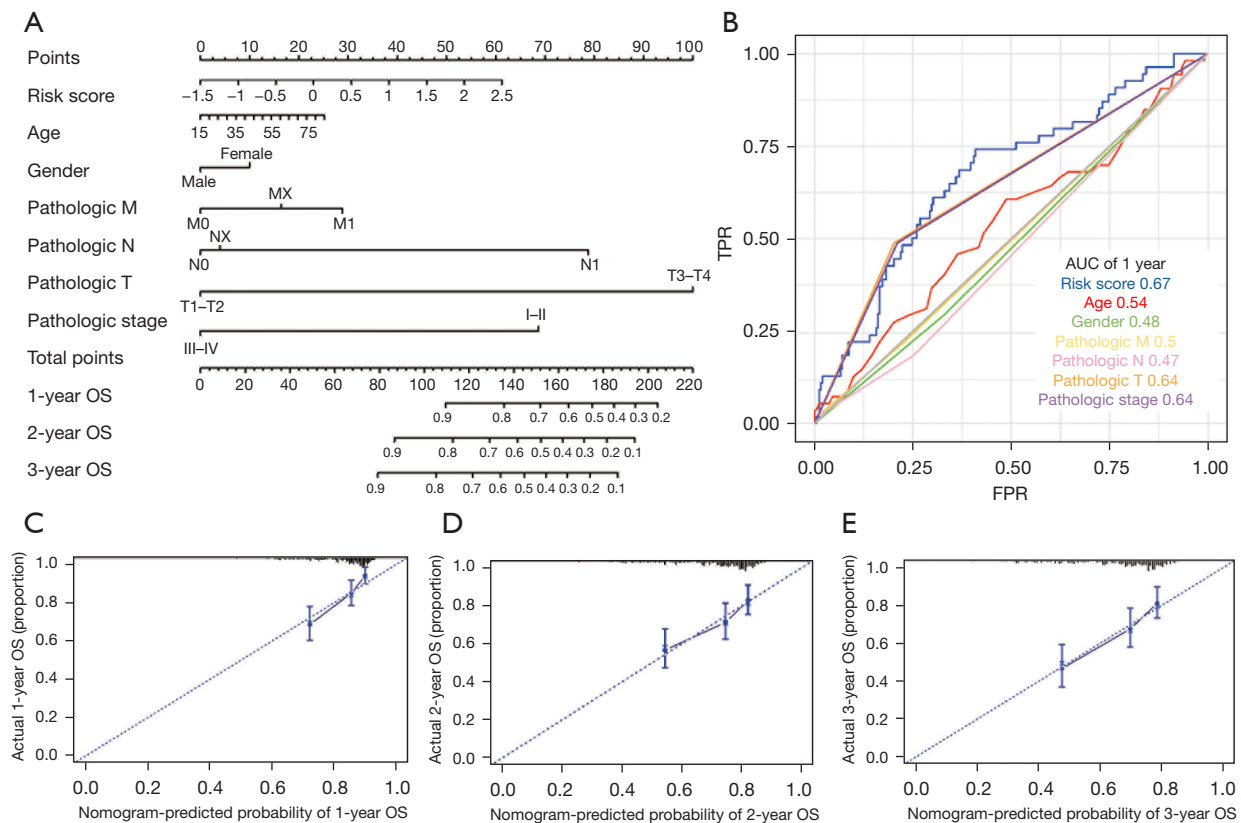 A
Points
0 10 20 30 40 50 60 70 80 90 100
Risk score
−1.5 −1 −0.5 0 0.5 1 1.5 2 2.5
Age
15 35 55 75
Gender
Female
Male
Pathologic M
MX
M0 M1
Pathologic N
NX
N0 N1
Pathologic T
T3–T4
T1–T2
Pathologic stage
I–II
III–IV
Total points
0 20 40 60 80 100 120 140 160 180 200 220
1-year OS
0.9 0.8 0.7 0.6 0.5 0.4 0.3 0.2
2-year OS
0.9 0.8 0.7 0.6 0.5 0.4 0.3 0.2 0.1
3-year OS
0.9 0.8 0.7 0.6 0.5 0.4 0.3 0.2 0.1
B
TPR
1.00
0.75
0.50
0.25
0.00
AUC of 1 year
Risk score 0.67
Age 0.54
Gender 0.48
Pathologic M 0.5
Pathologic N 0.47
Pathologic T 0.64
Pathologic stage 0.64
0.00 0.25 0.50 0.75 1.00
FPR
C
Actual 1-year OS (proportion)
1.0
0.8
0.6
0.4
0.2
0.0
0.0 0.2 0.4 0.6 0.8 1.0
Nomogram-predicted probability of 1-year OS
D
Actual 2-year OS (proportion)
1.0
0.8
0.6
0.4
0.2
0.0
0.0 0.2 0.4 0.6 0.8 1.0
Nomogram-predicted probability of 2-year OS
E
Actual 3-year OS (proportion)
1.0
0.8
0.6
0.4
0.2
0.0
0.0 0.2 0.4 0.6 0.8 1.0
Nomogram-predicted probability of 3-year OS